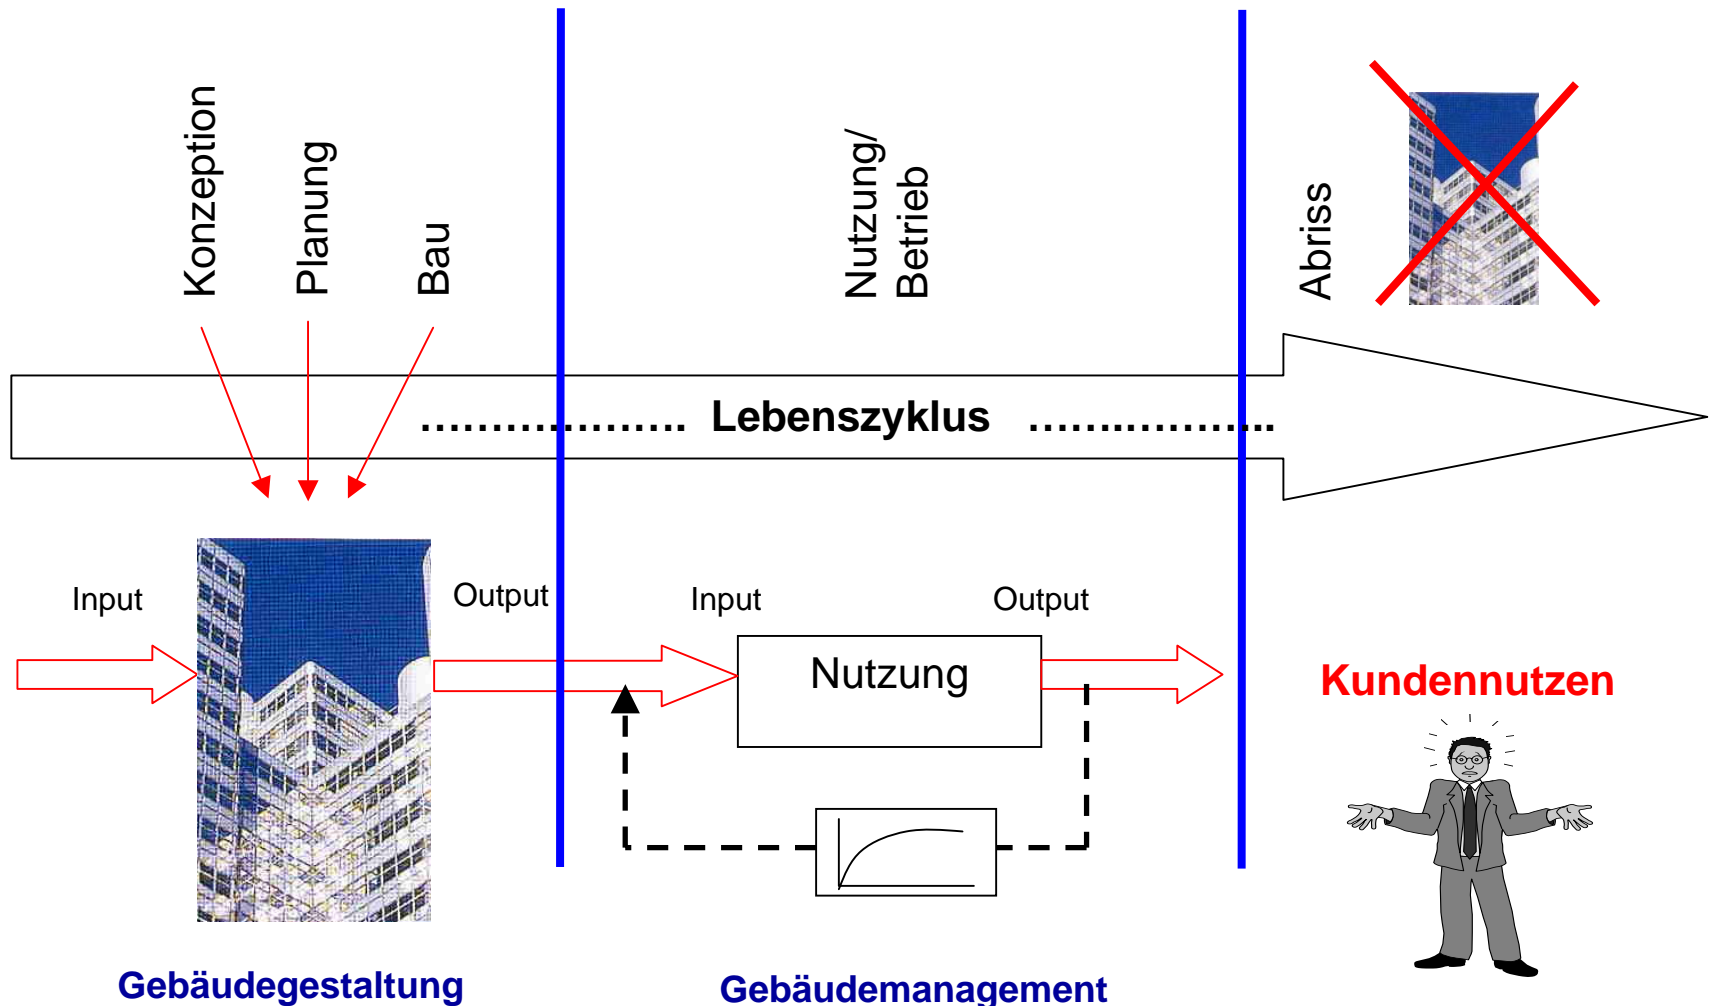 Konzeption
Planung
Bau
Nutzung/
Betrieb
Abriss
................... Lebenszyklus ..................
Input
Output
Input
Output
Nutzung
Kundennutzen
Gebäudegestaltung
Gebäudemanagement